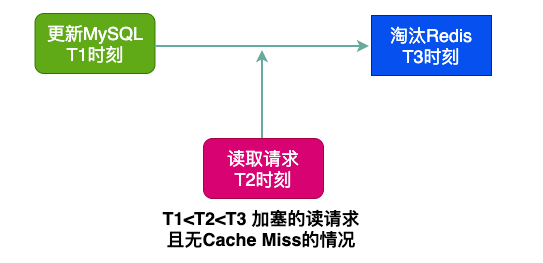 更新MySQL
T1时刻
淘汰Redis
T3时刻
读取请求
T2时刻
T1<T2<T3 加塞的读请求
且无Cache Miss的情况